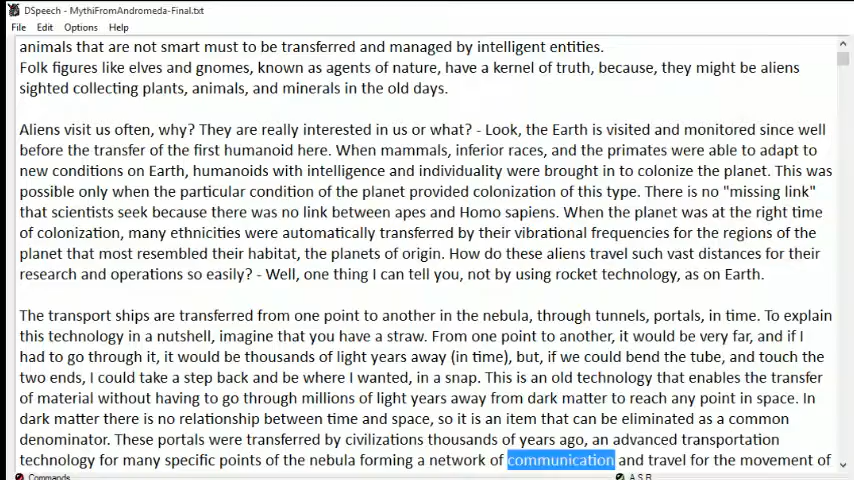 DSpeech - MythiFromAndromeda-Final.txt
File Edit Options Help
animals that are not smart must to be transferred and managed by intelligent entities.
Folk figures like elves and gnomes, known as agents of nature, have a kernel of truth, because, they might be aliens
sighted collecting plants, animals, and minerals in the old days.
Aliens visit us often, why? They are really interested in us or what? - Look, the Earth is visited and monitored since well
before the transfer of the first humanoid here. When mammals, inferior races, and the primates were able to adapt to
new conditions on Earth, humanoids with intelligence and individuality were brought in to colonize the planet. This was
possible only when the particular condition of the planet provided colonization of this type. There is no "missing link"
that scientists seek because there was no link between apes and Homo sapiens. When the planet was at the right time
of colonization, many ethnicities were automatically transferred by their vibrational frequencies for the regions of the
planet that most resembled their habitat, the planets of origin. How do these aliens travel such vast distances for their
research and operations so easily? - Well, one thing I can tell you, not by using rocket technology, as on Earth.
The transport ships are transferred from one point to another in the nebula, through tunnels, portals, in time. To explain
this technology in a nutshell, imagine that you have a straw. From one point to another, it would be very far, and if I
had to go through it, it would be thousands of light years away (in time), but, if we could bend the tube, and touch the
two ends, I could take a step back and be where I wanted, in a snap. This is an old technology that enables the transfer
of material without having to go through millions of light years away from dark matter to reach any point in space. In
dark matter there is no relationship between time and space, so it is an item that can be eliminated as a common
denominator. These portals were transferred by civilizations thousands of years ago, an advanced transportation
technology for many specific points of the nebula forming a network of communication and travel for the movement of
Commands A.S.R.